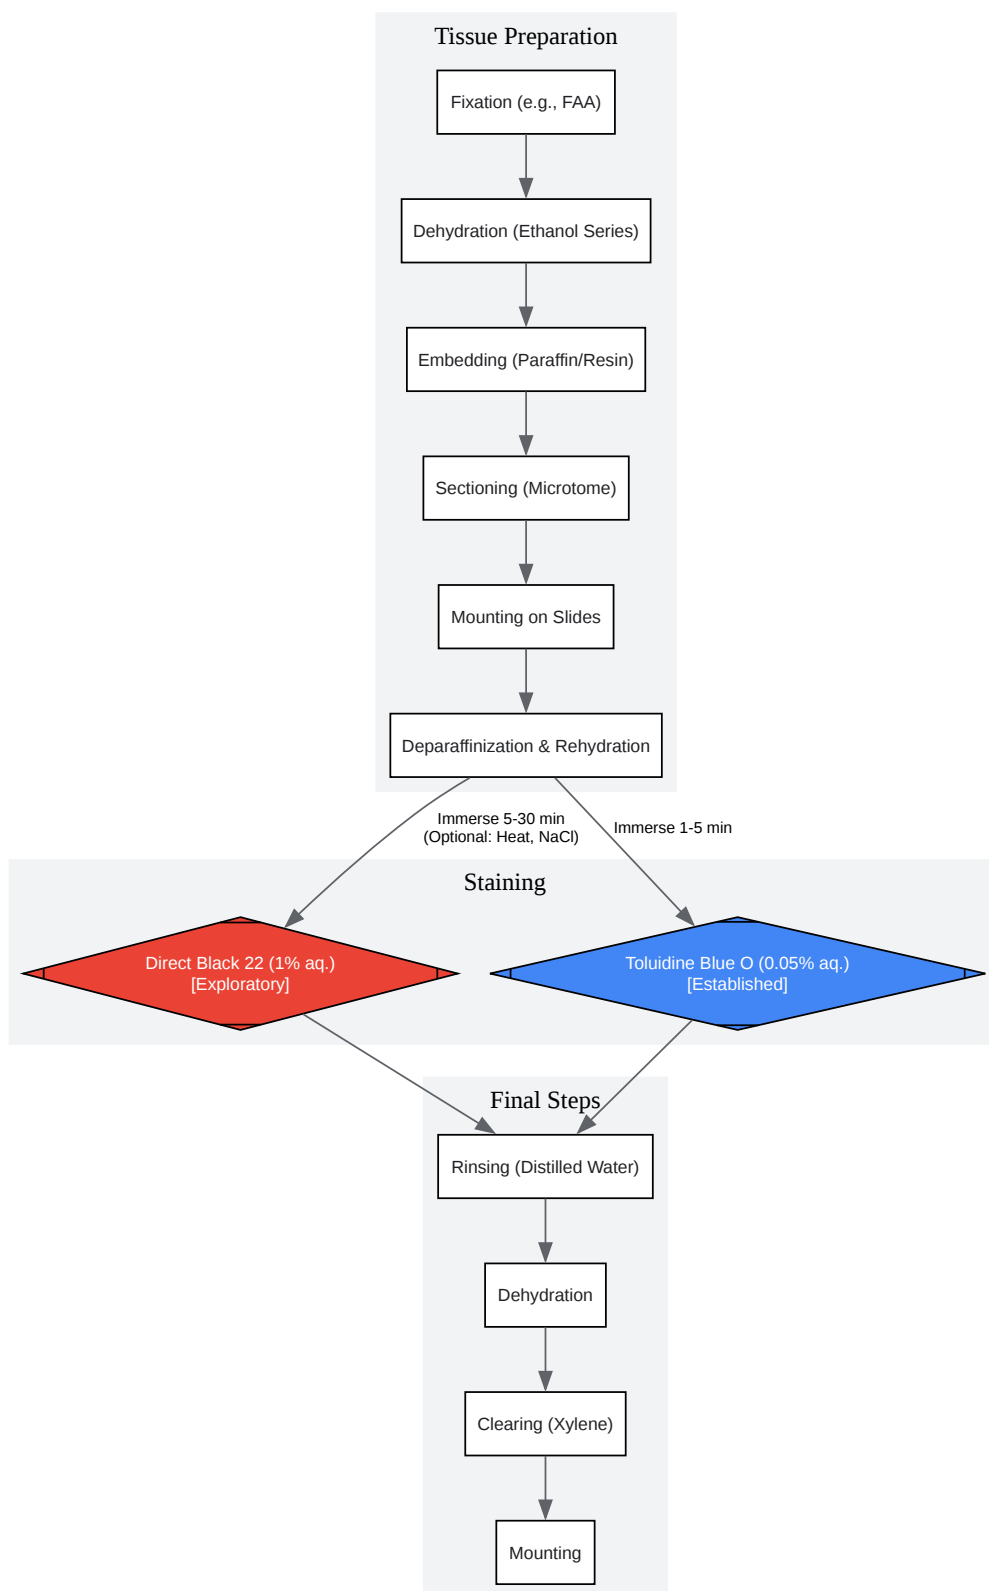 Tissue Preparation
Fixation (e.g., FAA)
Dehydration (Ethanol Series)
Embedding (Paraffin/Resin)
Sectioning (Microtome)
Mounting on Slides
Deparaffinization & Rehydration
Immerse 5-30 min
(Optional: Heat, NaCl)
Immerse 1-5 min
Staining
Direct Black 22 (1% aq.)
[Exploratory]
Toluidine Blue O (0.05% aq.)
[Established]
Final Steps
Rinsing (Distilled Water)
Dehydration
Clearing (Xylene)
Mounting